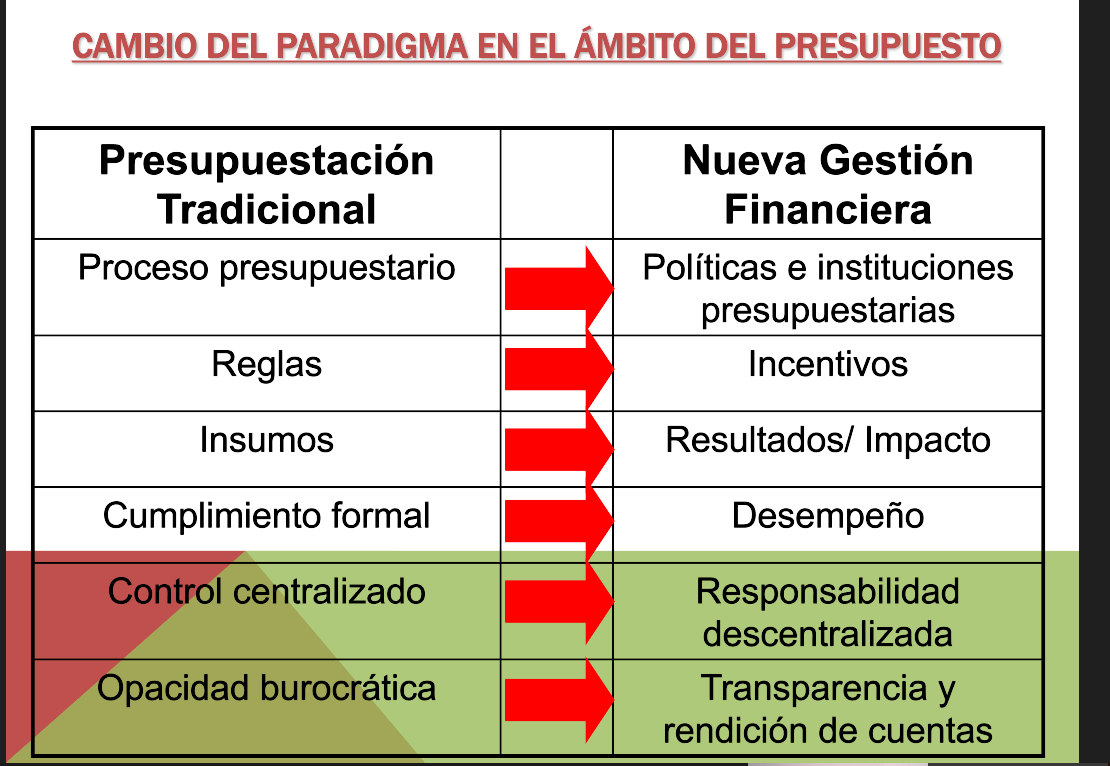 CAMBIO DEL PARADIGMA EN EL ÁMBITO DEL PRESUPUESTO
Presupuestación
Tradicional
Nueva Gestión
Financiera
Proceso presupuestario
Políticas e instituciones
presupuestarias
Reglas
Incentivos
Insumos
Resultados/ Impacto
Cumplimiento formal
Desempeño
Control centralizado
Responsabilidad
descentralizada
Opacidad burocrática
Transparencia y
rendición de cuentas